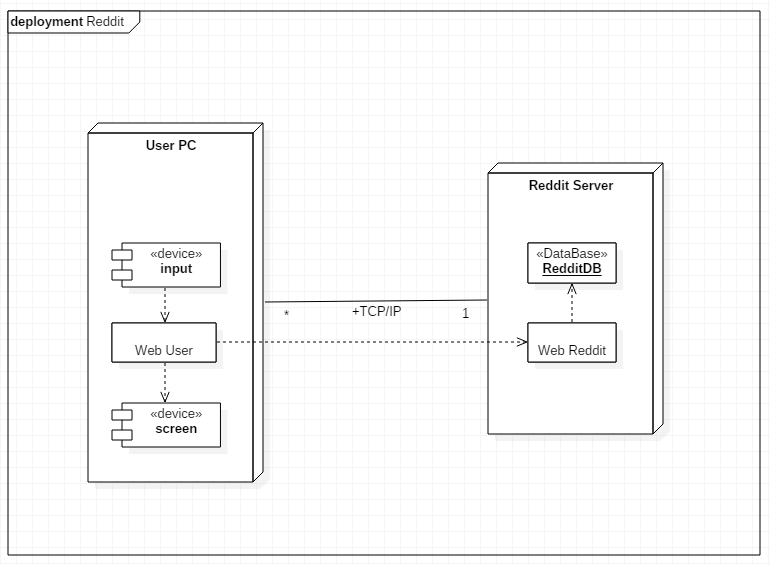 deployment Reddit
User PC
«device»
input
Web User
«device»
screen
*
+TCP/IP
1
Reddit Server
«DataBase»
RedditDB
Web Reddit